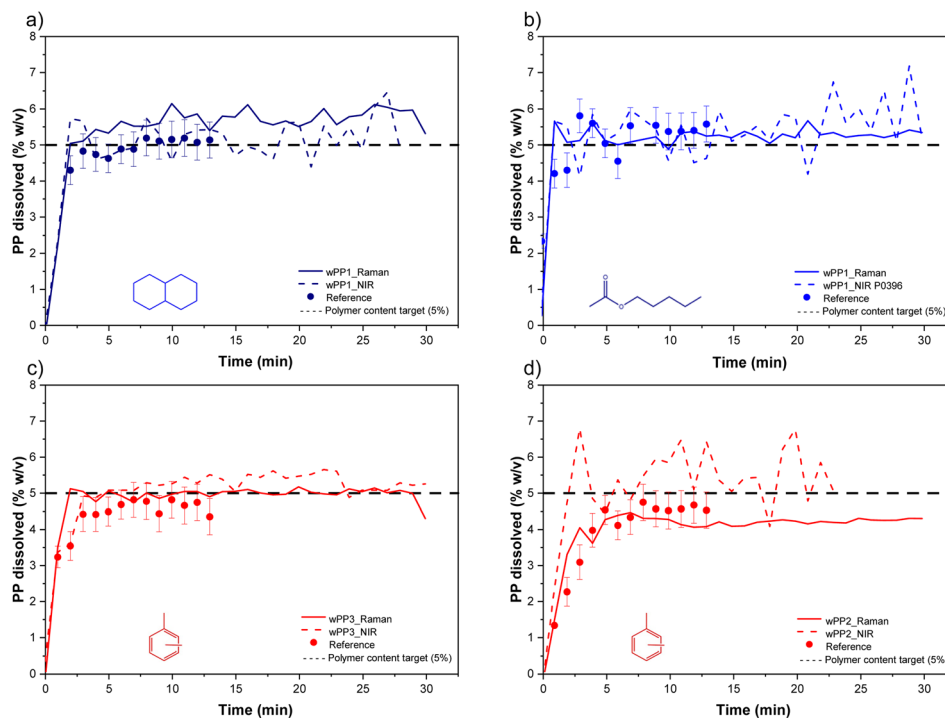 a)
8
7
6
5
4
3
2
1
0
PP dissolved (% w/v)
0
5
10
15
20
25
30
Time (min)
wPP1_Raman
wPP1_NIR
Reference
Polymer content target (5%)
b)
8
7
6
5
4
3
2
1
0
PP dissolved (% w/v)
0
5
10
15
20
25
30
Time (min)
O
O
wPP1_Raman
wPP1_NIR P0396
Reference
Polymer content target (5%)
c)
8
7
6
5
4
3
2
1
0
PP dissolved (% w/v)
0
5
10
15
20
25
30
Time (min)
wPP3_Raman
wPP3_NIR
Reference
Polymer content target (5%)
d)
8
7
6
5
4
3
2
1
0
PP dissolved (% w/v)
0
5
10
15
20
25
30
Time (min)
wPP2_Raman
wPP2_NIR
Reference
Polymer content target (5%)